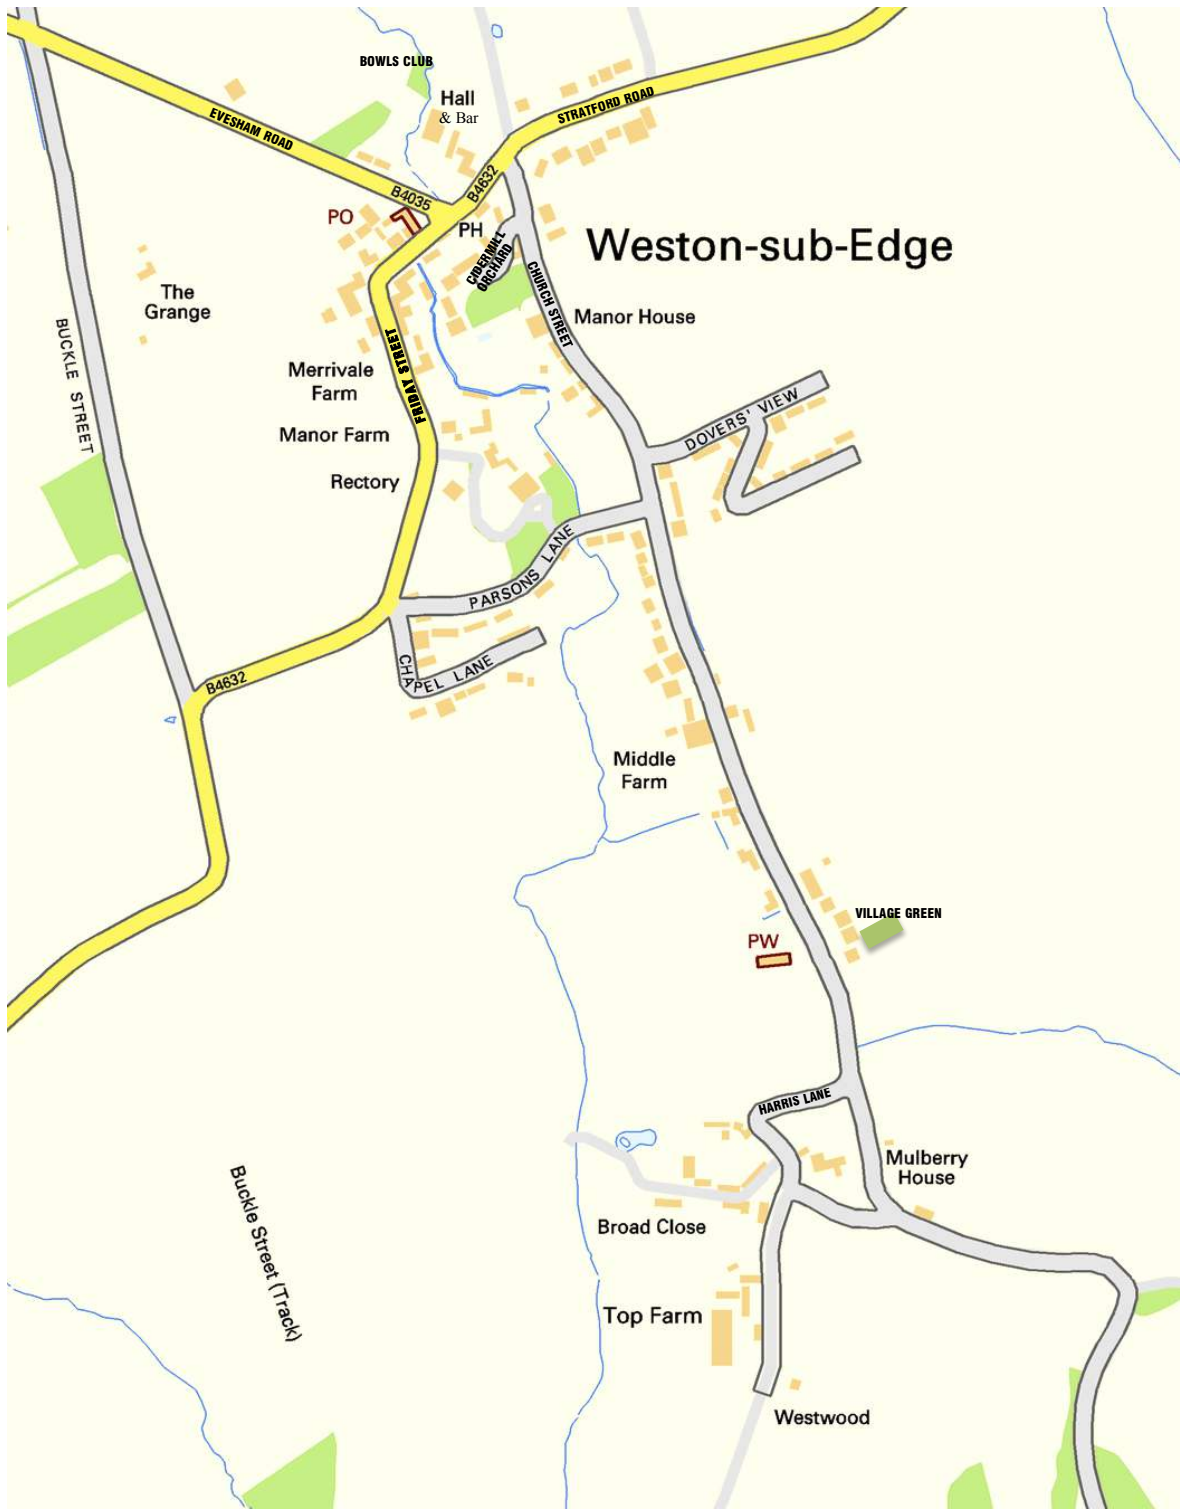 BOWLS CLUB
Hall
& Bar
STRATFORD ROAD
EVESHAM ROAD
B4035
B4632
PO
PH
CIDERMILL
ORCHARD
Weston-sub-Edge
The
Grange
CHURCH STREET
Manor House
BUCKLE STREET
FRIDAY STREET
Merrivale
Farm
DOVERS' VIEW
Manor Farm
Rectory
PARSONS LANE
CHAPEL LANE
B4632
Middle
Farm
VILLAGE GREEN
PW
HARRIS LANE
Mulberry
House
Buckle Street (Track)
Broad Close
Top Farm
Westwood